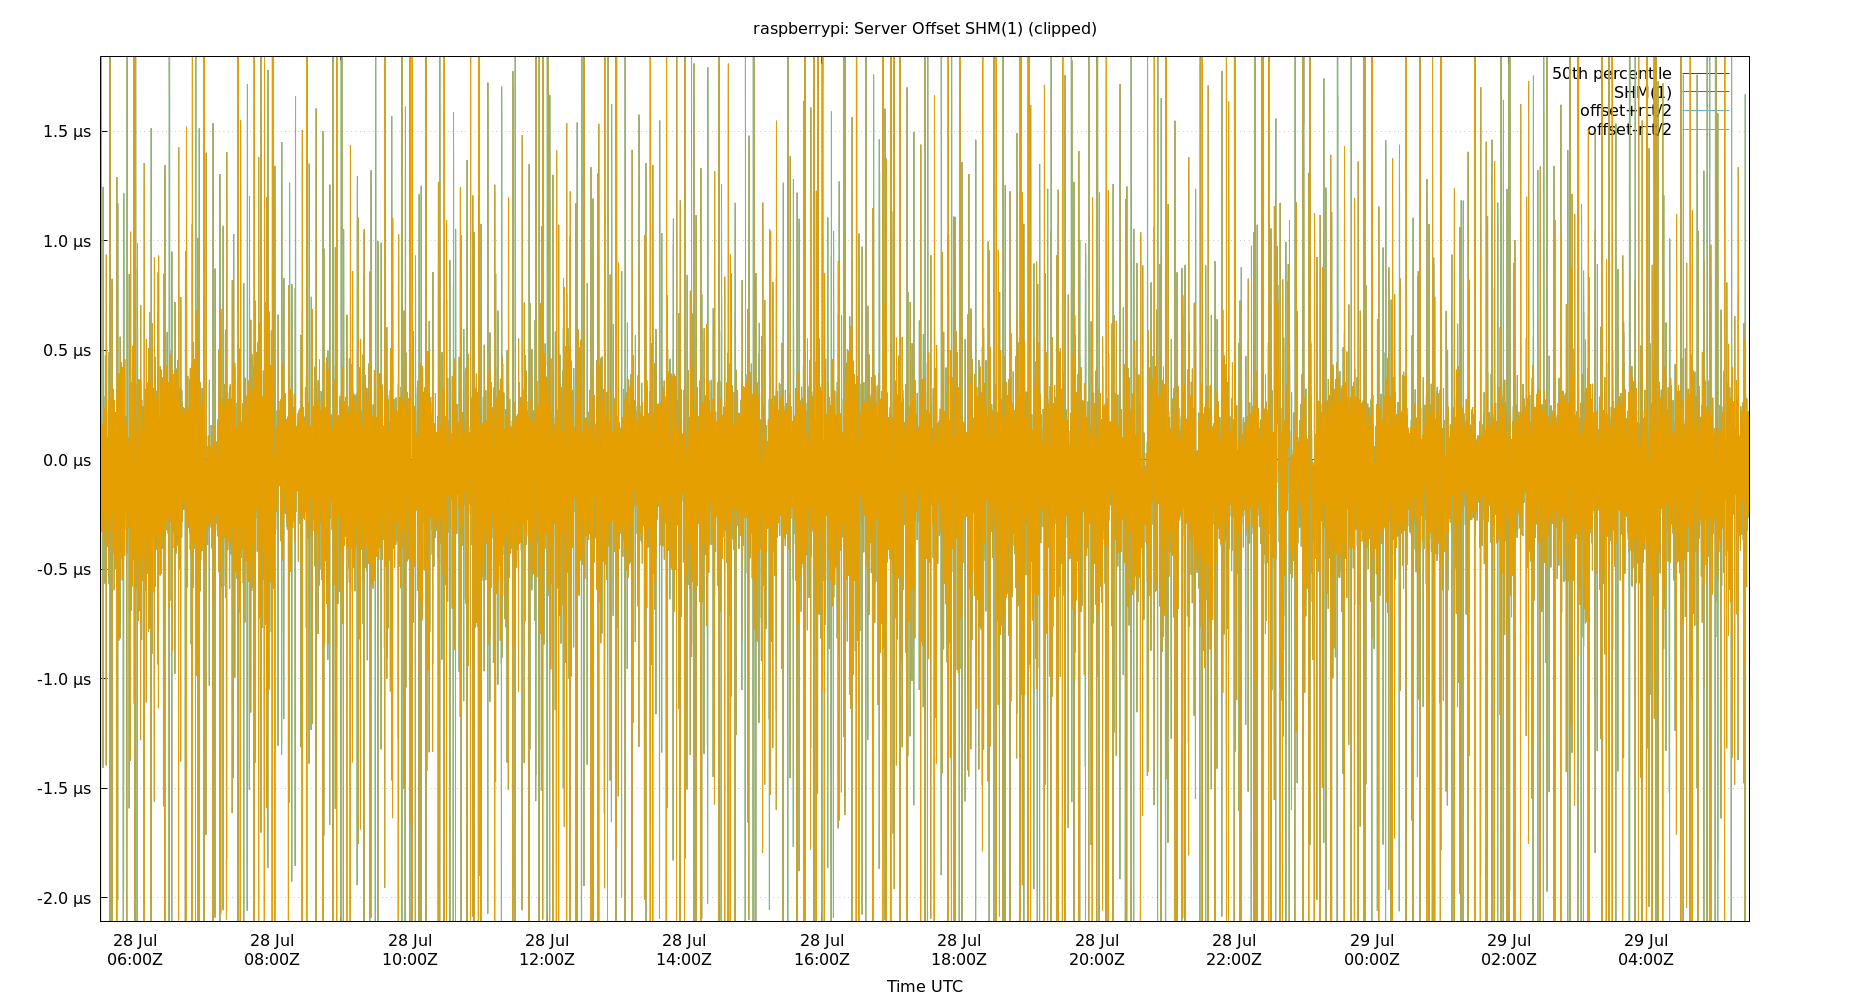 raspberrypi: Server Offset SHM(1) (clipped)
50th percentile
SHM(1)
offset+rtt/2
offset-rtt/2
1.5 µs
1.0 µs
0.5 µs
0.0 µs
-0.5 µs
-1.0 µs
-1.5 µs
-2.0 µs
28 Jul 28 Jul 28 Jul 28 Jul 28 Jul 28 Jul 28 Jul 28 Jul 28 Jul 29 Jul 29 Jul 29 Jul
06:00Z 08:00Z 10:00Z 12:00Z 14:00Z 16:00Z 18:00Z 20:00Z 22:00Z 00:00Z 02:00Z 04:00Z
Time UTC